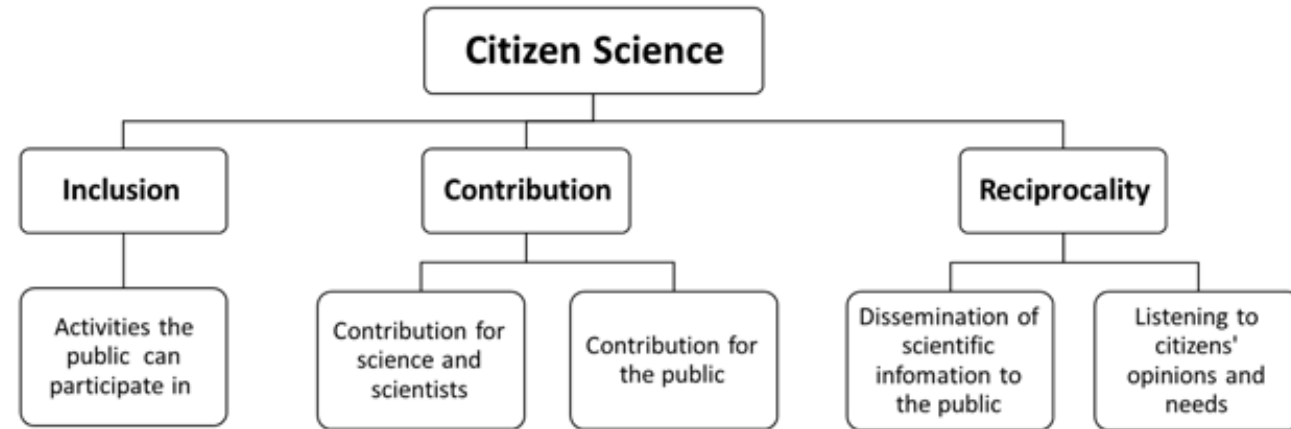 Citizen Science
Inclusion
Contribution
Reciprocality
Activities the
public can
participate in
Contribution for
science and
scientists
Contribution for
the public
Dissemination of
scientific
infomation to
the public
Listening to
citizens'
opinions and
needs